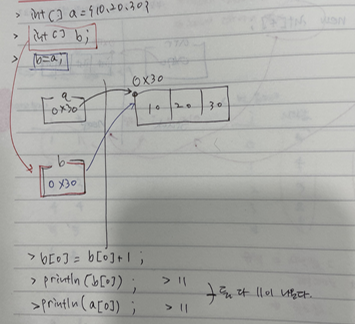 > int[] a = {10,20,30}
> int[] b;
> b=a;
0x30
a
0x30
10 20 30
b
0x30
> b[0] = b[0]+1 ;
> println(b[0]) ; > 11
> println(a[0]) ; > 11
다 11이 나온다.